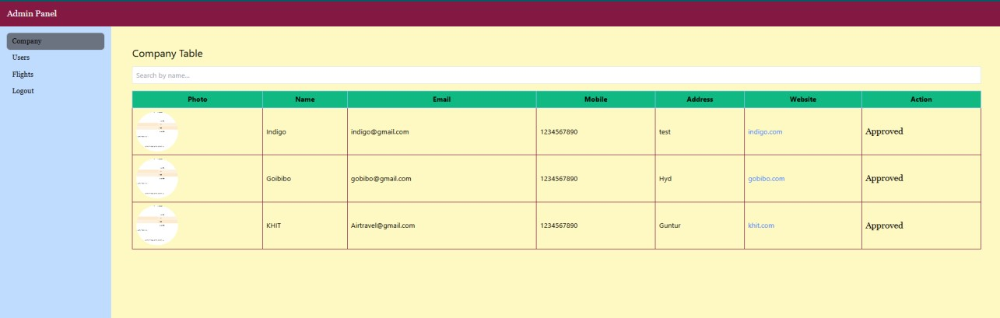 Admin Panel
Company
Users
Flights
Logout
Company Table
Search by name...
Photo Name Email Mobile Address Website Action
Indigo indigo@gmail.com 1234567890 test indigo.com Approved
Goibibo gobibo@gmail.com 1234567890 Hyd gobibo.com Approved
KHIT Airtravel@gmail.com 1234567890 Guntur khit.com Approved